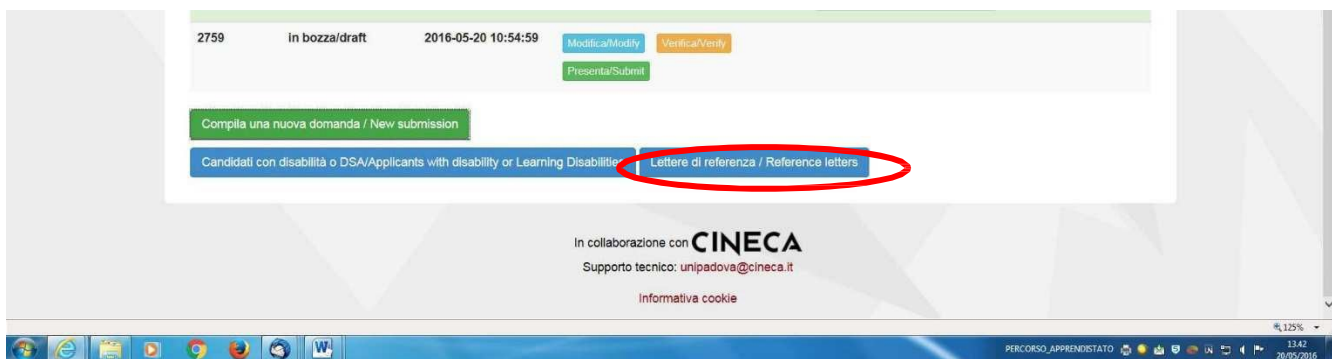 2759 in bozza/draft 2016-05-20 10:54:59 Modifica/Modify Verifica/Verify
Presenta/Submit
Compila una nuova domanda / New submission
Candidati con disabilità o DSA/Applicants with disability or Learning Disabilities Lettere di referenza / Reference letters
In collaborazione con CINECA
Supporto tecnico: unipadova@cineca.it
Informativa cookie
125%
PERCORSO_APPRENDISTATO 13.42
20/05/2016